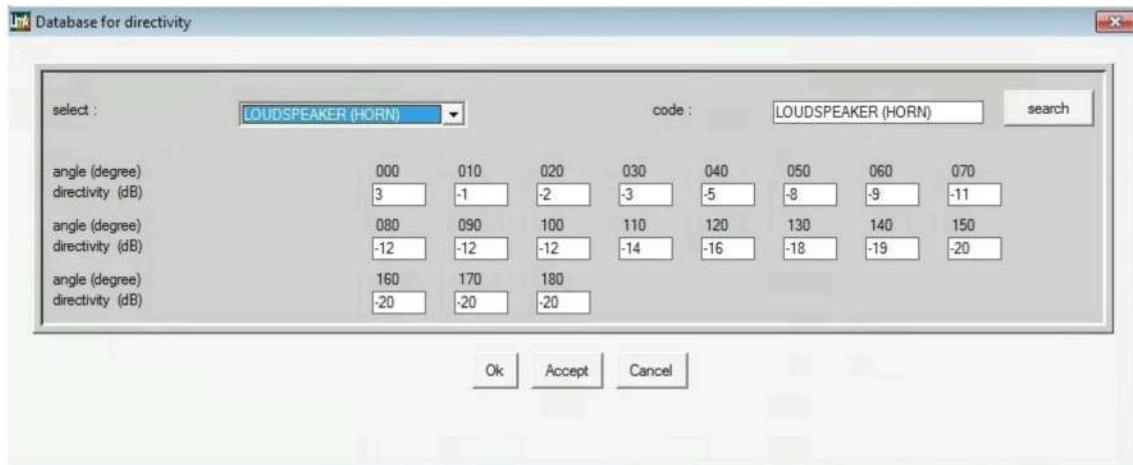 Database for directivity
select : LOUDSPEAKER (HORN) code : LOUDSPEAKER (HORN) search
angle (degree) 000 010 020 030 040 050 060 070
directivity (dB) 3 -1 -2 -3 -5 -8 -9 -11
angle (degree) 080 090 100 110 120 130 140 150
directivity (dB) -12 -12 -12 -14 -16 -18 -19 -20
angle (degree) 160 170 180
directivity (dB) -20 -20 -20
Ok Accept Cancel